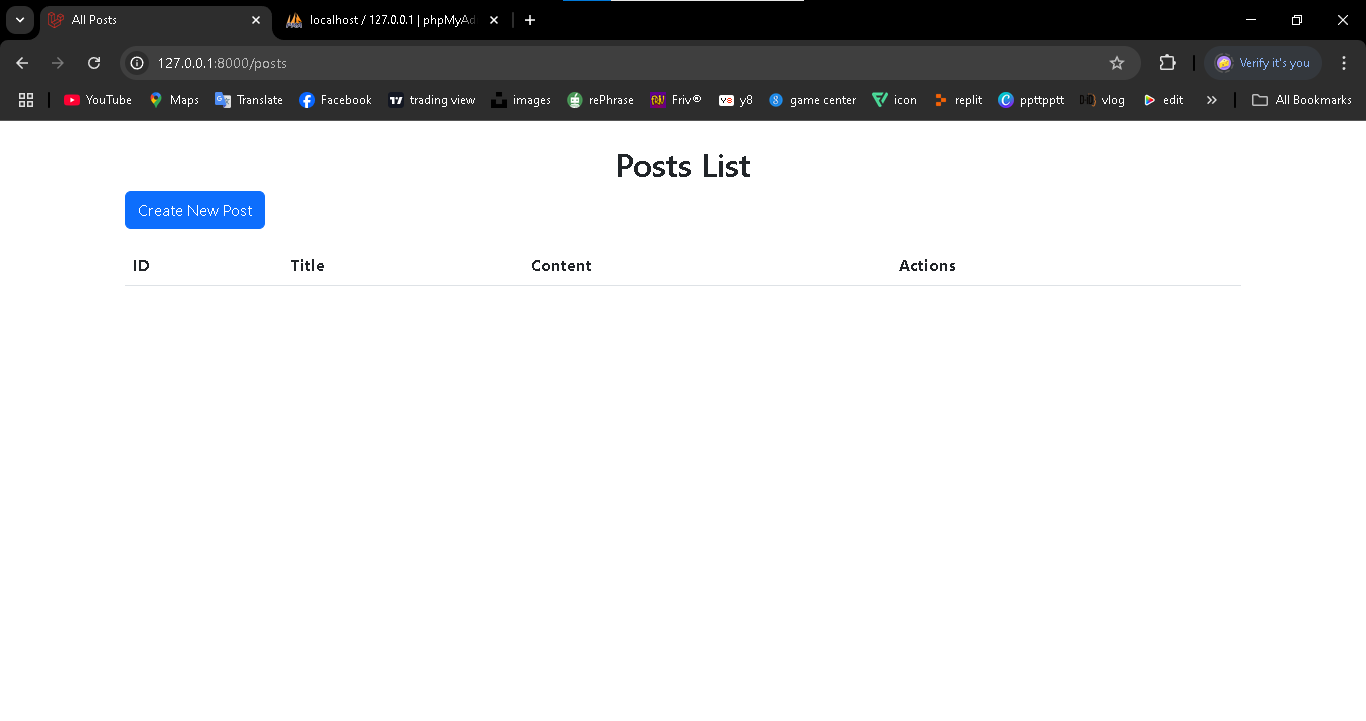 All Posts
localhost / 127.0.0.1 | phpMyAd
127.0.0.1:8000/posts
Verify it's you
YouTube Maps Translate Facebook trading view images rePhrase Friv® y8 game center icon replit ppttpptt vlog edit » All Bookmarks
Posts List
Create New Post
ID Title Content Actions